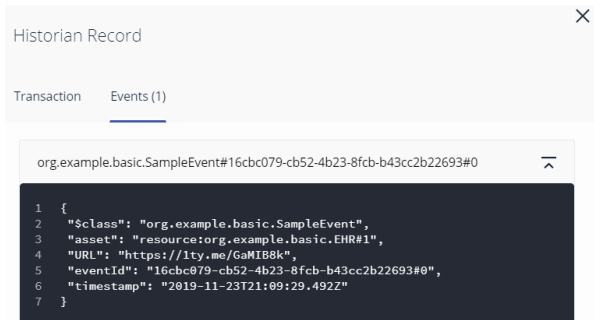 Historian Record
Transaction Events (1)
org.example.basic.SampleEvent#16cbc079-cb52-4b23-8fcb-b43cc2b22693#0
1 {
2 "$class": "org.example.basic.SampleEvent",
3 "asset": "resource:org.example.basic.EHR#1",
4 "URL": "https://1ty.me/GaMIB8k",
5 "eventId": "16cbc079-cb52-4b23-8fcb-b43cc2b22693#0",
6 "timestamp": "2019-11-23T21:09:29.492Z"
7 }